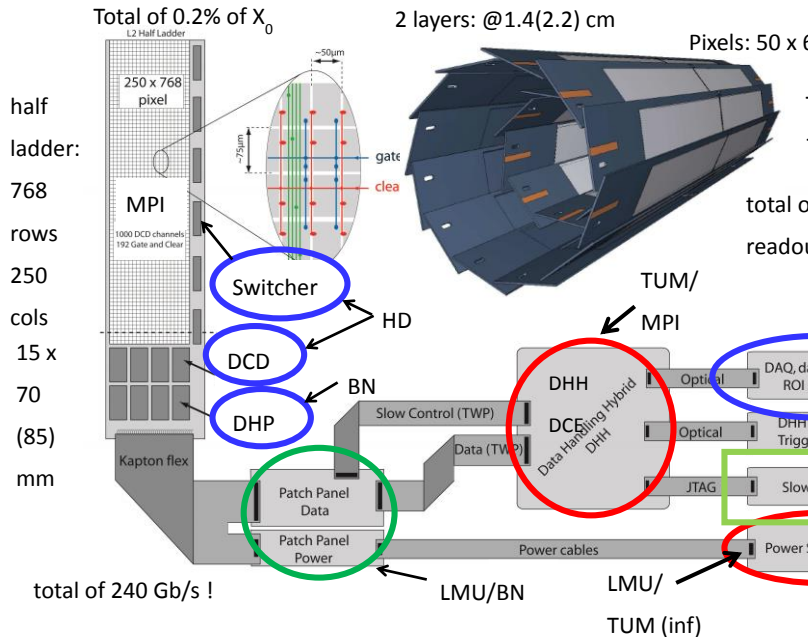 Total of 0.2% of X0
2 layers: @1.4(2.2) cm
L2 Half Ladder
Pixels: 50 x 6
250 x 768
pixel
~50µm
~75µm
gate
clea
half
ladder:
768
rows
250
cols
15 x
70
(85)
mm
MPI
1000 DCD channels
192 Gate and Clear
total o
readou
Switcher
HD
TUM/
MPI
DCD
BN
DHP
DHH
DCE
Data Handling Hybrid
DHH
Optical
DAQ, da
ROI
Slow Control (TWP)
Optical
DHH
Trigg
Data (TWP)
Kapton flex
JTAG
Slow
Patch Panel
Data
Patch Panel
Power
Power cables
Power S
total of 240 Gb/s !
LMU/BN
LMU/
TUM (inf)